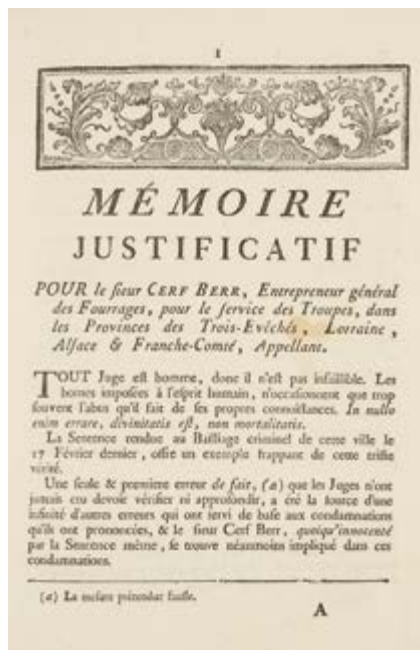 1
MÉMOIRE
JUSTIFICATIF
POUR le ſieur CERF BERR, Entrepreneur général
des Fourrages, pour le ſervice des Troupes, dans
les Provinces des Trois-Evêchés, Lorraine,
Alſace & Franche-Comté, Appellant.
TOUT Juge eſt homme, donc il n'eſt pas infaillible. Les
bornes impoſées à l'eſprit humain, n'occaſionnent que trop
ſouvent l'abus qu'il fait de ſes propres connoiſſances. In nullo
enim errare, divinitatis eſt, non mortalitatis.
La Sentence rendue au Bailliage criminel de cette ville le
17 Février dernier, offre un exemple frappant de cette triſte
vérité.
Une ſeule & premiere erreur de fait, (a) que les Juges n'ont
jamais cru devoir vérifier ni approfondir, a été la ſource d'une
infinité d'autres erreurs qui ont ſervi de baſe aux condamnations
qu'ils ont prononcées, & le ſieur Cerf Berr, quoiqu'innocenté
par la Sentence même, ſe trouve néanmoins impliqué dans ces
condamnations.
(a) La meſure prétendue fauſſe.
A